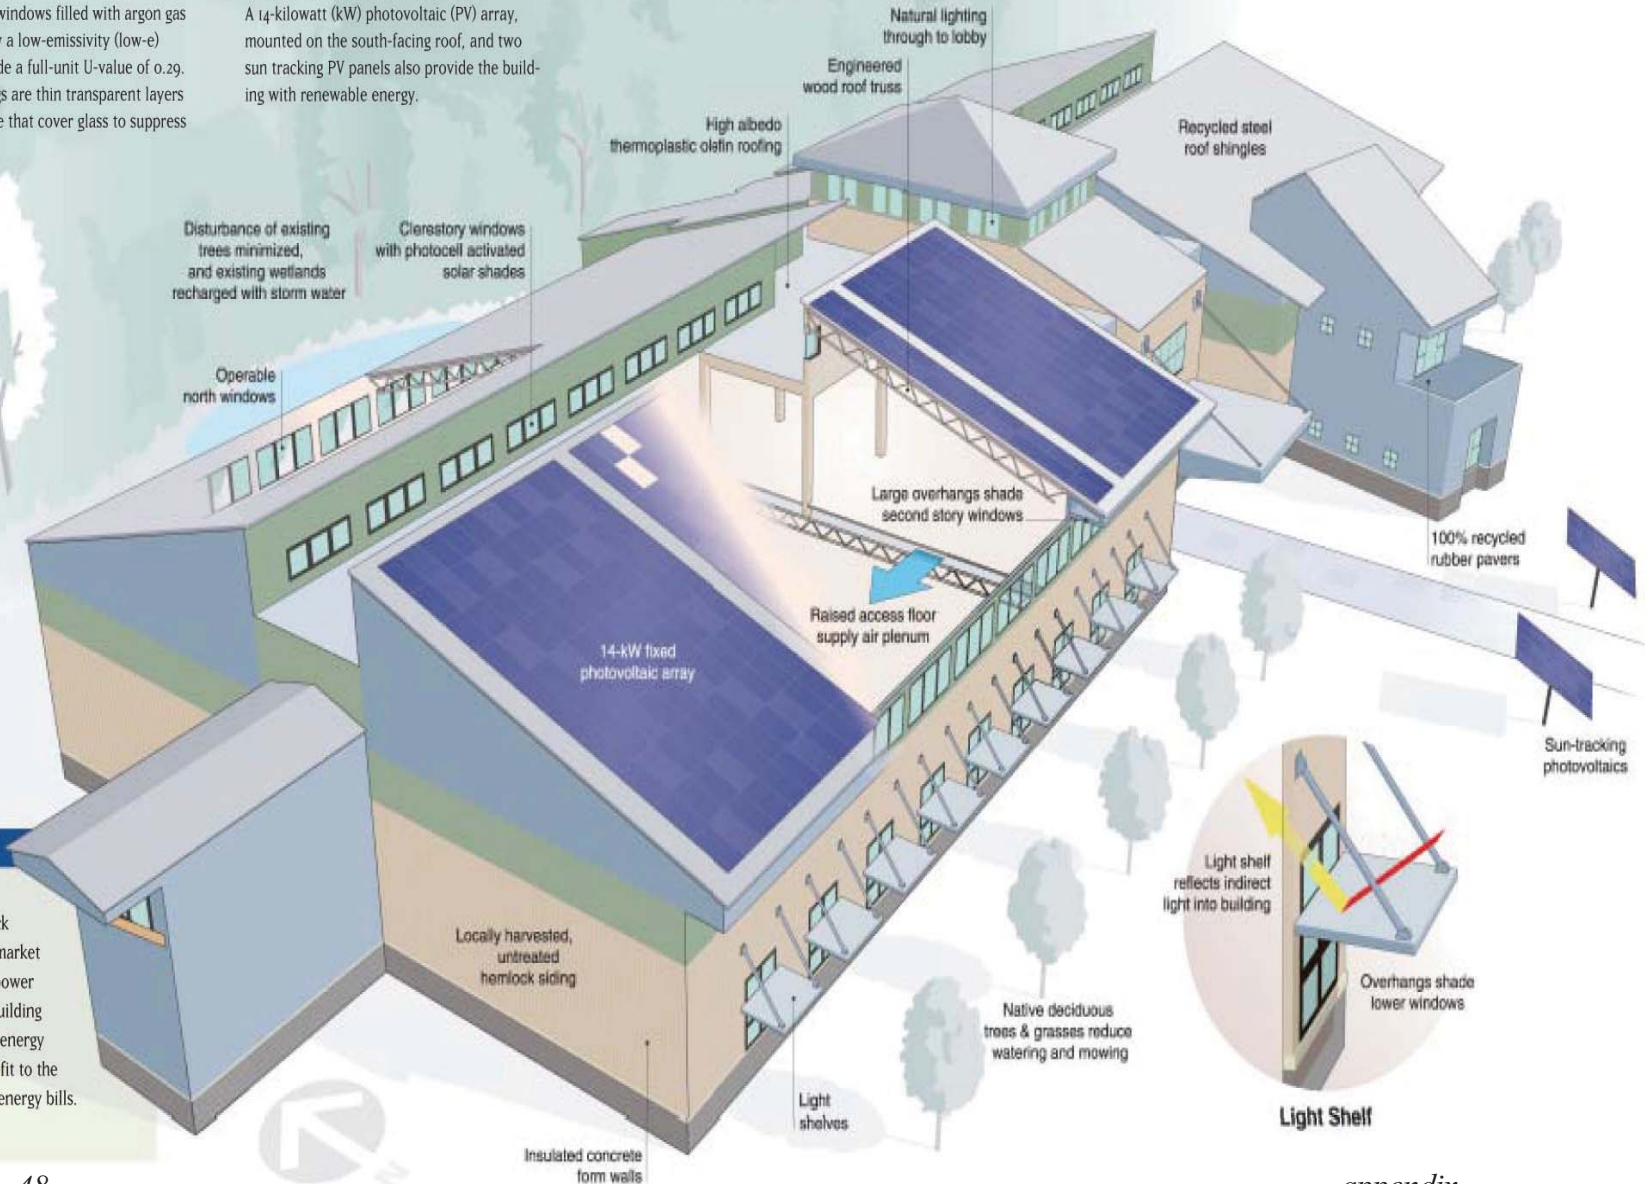 windows filled with argon gas
a low-emissivity (low-e)
de a full-unit U-value of 0.29.
gs are thin transparent layers
e that cover glass to suppress
A 14-kilowatt (kW) photovoltaic (PV) array,
mounted on the south-facing roof, and two
sun tracking PV panels also provide the build-
ing with renewable energy.
Natural lighting
through to lobby
Engineered
wood roof truss
High albedo
thermoplastic olefin roofing
Recycled steel
roof shingles
Disturbance of existing
trees minimized,
and existing wetlands
recharged with storm water
Clerestory windows
with photocell activated
solar shades
Operable
north windows
Large overhangs shade
second story windows
100% recycled
rubber pavers
Raised access floor
supply air plenum
14-kW fixed
photovoltaic array
Sun-tracking
photovoltaics
Light shelf
reflects indirect
light into building
Overhangs shade
lower windows
Light Shelf
Locally harvested,
untreated
hemlock siding
Native deciduous
trees & grasses reduce
watering and mowing
Light
shelves
Insulated concrete
form walls
ck
market
ower
uilding
energy
fit to the
energy bills.
N
48
appendix